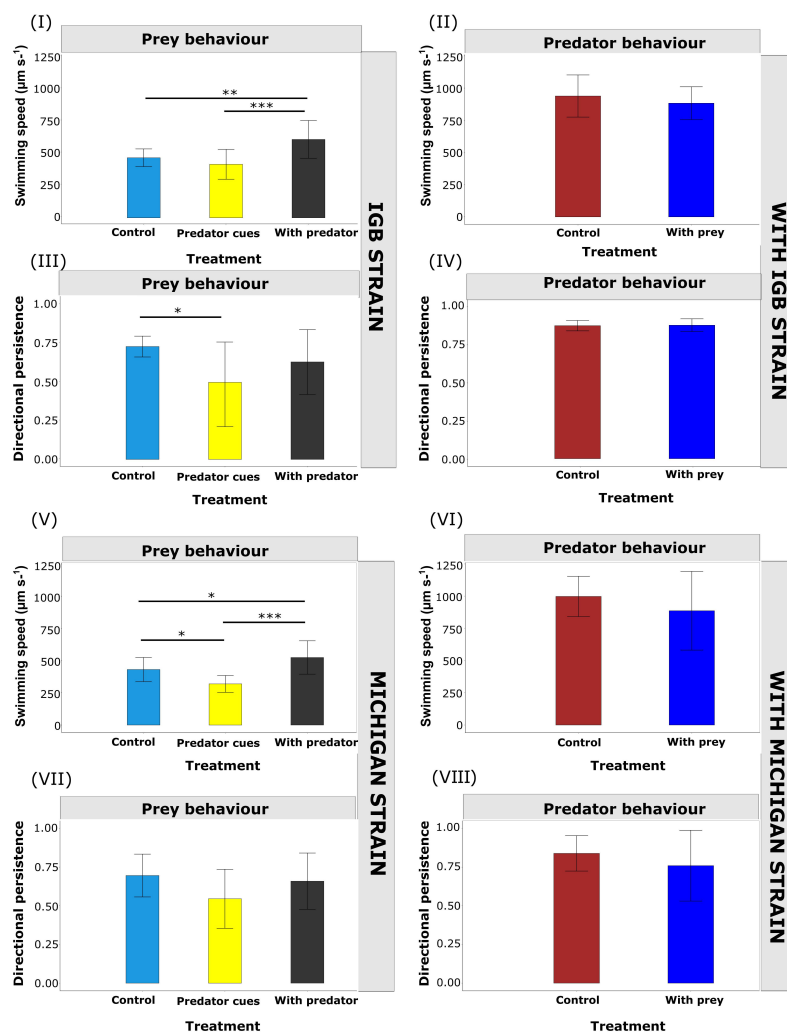 (I)
Prey behaviour
Swimming speed (µm s-¹)
1250
1000
750
500
250
0
**
***
Control
Predator cues
With predator
Treatment
(II)
Predator behaviour
Swimming speed (µm s-¹)
1250
1000
750
500
250
0
Control
With prey
Treatment
(III)
Prey behaviour
Directional persistence
1.00
0.75
0.50
0.25
0.00
*
Control
Predator cues
With predator
Treatment
IGB STRAIN
(IV)
Predator behaviour
Directional persistence
1.00
0.75
0.50
0.25
0.00
Control
With prey
Treatment
WITH IGB STRAIN
(V)
Prey behaviour
Swimming speed (µm s-¹)
1250
1000
750
500
250
0
*
***
*
Control
Predator cues
With predator
Treatment
(VI)
Predator behaviour
Swimming speed (µm s-¹)
1250
1000
750
500
250
0
Control
With prey
Treatment
(VII)
Prey behaviour
Directional persistence
1.00
0.75
0.50
0.25
0.00
Control
Predator cues
With predator
Treatment
MICHIGAN STRAIN
(VIII)
Predator behaviour
Directional persistence
1.00
0.75
0.50
0.25
0.00
Control
With prey
Treatment
WITH MICHIGAN STRAIN